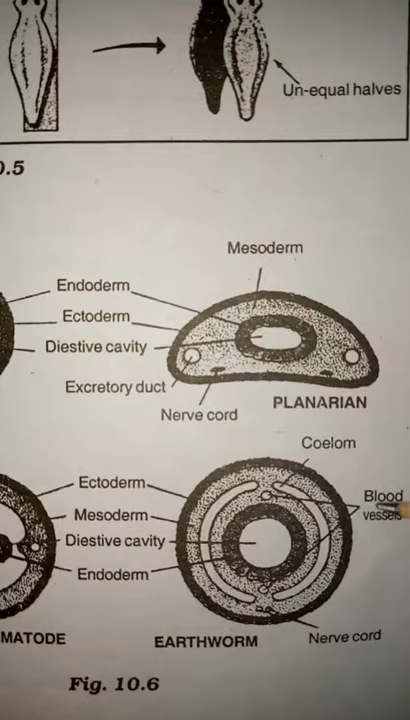 Un-equal halves
0.5
Mesoderm
Endoderm
Ectoderm
Diestive cavity
Excretory duct
Nerve cord
PLANARIAN
Coelom
Ectoderm
Blood
vessels
Mesoderm
Diestive cavity
Endoderm
MATODE
EARTHWORM
Nerve cord
Fig. 10.6